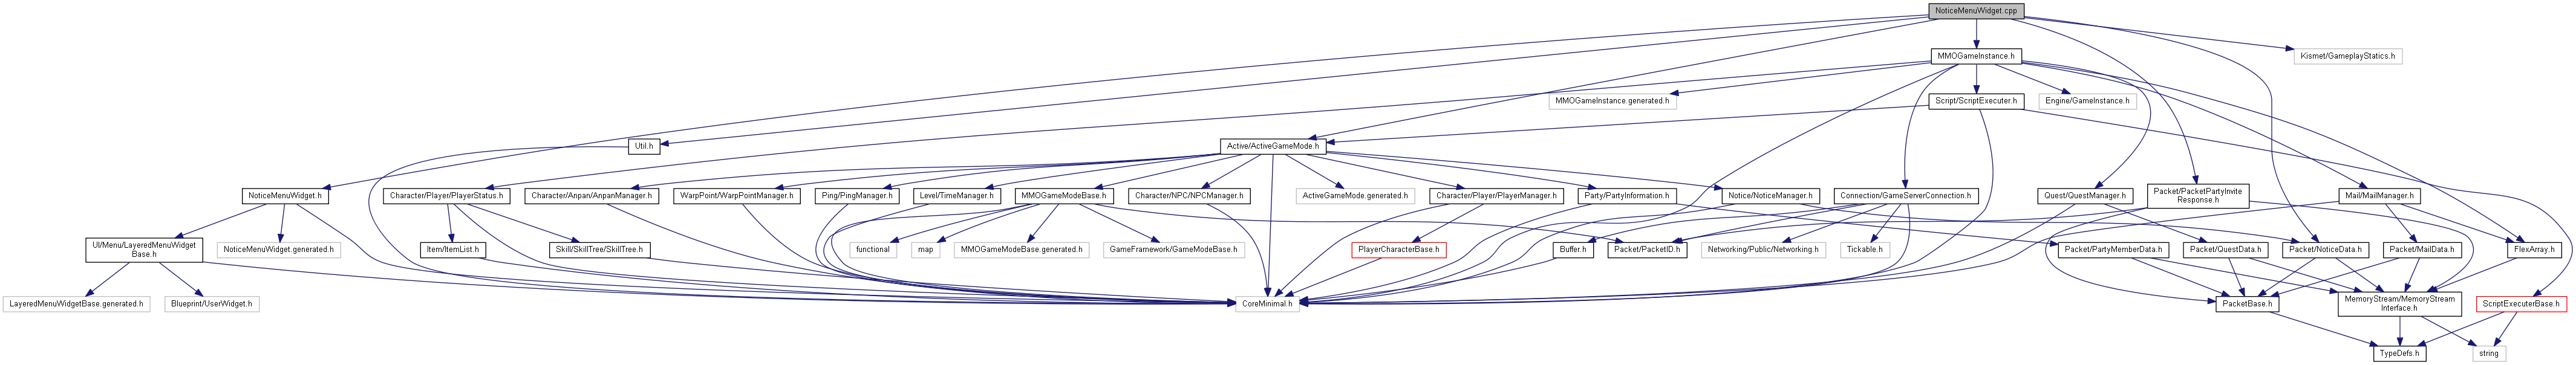 NoticeMenuWidget.cpp
MMOGameInstance.h
Kismet/GameplayStatics.h
MMOGameInstance.generated.h
Script/ScriptExecuter.h
Engine/GameInstance.h
Util.h
Active/ActiveGameMode.h
NoticeMenuWidget.h
Character/Player/PlayerStatus.h
Character/Anpan/AnpanManager.h
WarpPoint/WarpPointManager.h
Ping/PingManager.h
Level/TimeManager.h
MMOGameModeBase.h
Character/NPC/NPCManager.h
ActiveGameMode.generated.h
Character/Player/PlayerManager.h
Party/PartyInformation.h
Notice/NoticeManager.h
Connection/GameServerConnection.h
Quest/QuestManager.h
Packet/PacketPartyInvite
Response.h
Mail/MailManager.h
UI/Menu/LayeredMenuWidget
Base.h
NoticeMenuWidget.generated.h
Item/ItemList.h
Skill/SkillTree/SkillTree.h
functional
map
MMOGameModeBase.generated.h
GameFramework/GameModeBase.h
PlayerCharacterBase.h
Buffer.h
Packet/PacketID.h
Networking/Public/Networking.h
Tickable.h
Packet/PartyMemberData.h
Packet/QuestData.h
Packet/NoticeData.h
Packet/MailData.h
FlexArray.h
LayeredMenuWidgetBase.generated.h
Blueprint/UserWidget.h
CoreMinimal.h
PacketBase.h
MemoryStream/MemoryStream
Interface.h
ScriptExecuterBase.h
TypeDefs.h
string